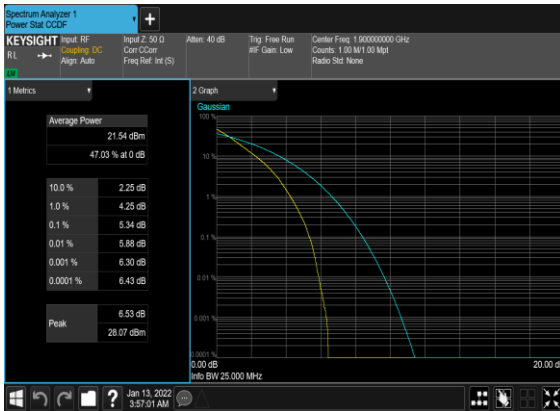 Spectrum Analyzer 1
Power Stat CCDF
+
KEYSIGHT
RL
Input: RF
Coupling: DC
Align: Auto
Input Z: 50 Ω
Corr CCorr
Freq Ref: Int (S)
Atten: 40 dB
Trig: Free Run
#IF Gain: Low
Center Freq: 1.900000000 GHz
Counts: 1.00 M/1.00 Mpt
Radio Std: None
1 Metrics
Average Power
21.54 dBm
47.03 % at 0 dB
10.0 % 2.25 dB
1.0 % 4.25 dB
0.1 % 5.34 dB
0.01 % 5.88 dB
0.001 % 6.30 dB
0.0001 % 6.43 dB
Peak
6.53 dB
28.07 dBm
2 Graph
Gaussian
100 %
10 %
1 %
0.1 %
0.01 %
0.001 %
0.0001 %
0.00 dB
20.00 d
Info BW 25.000 MHz
?
Jan 13, 2022
3:57:01 AM